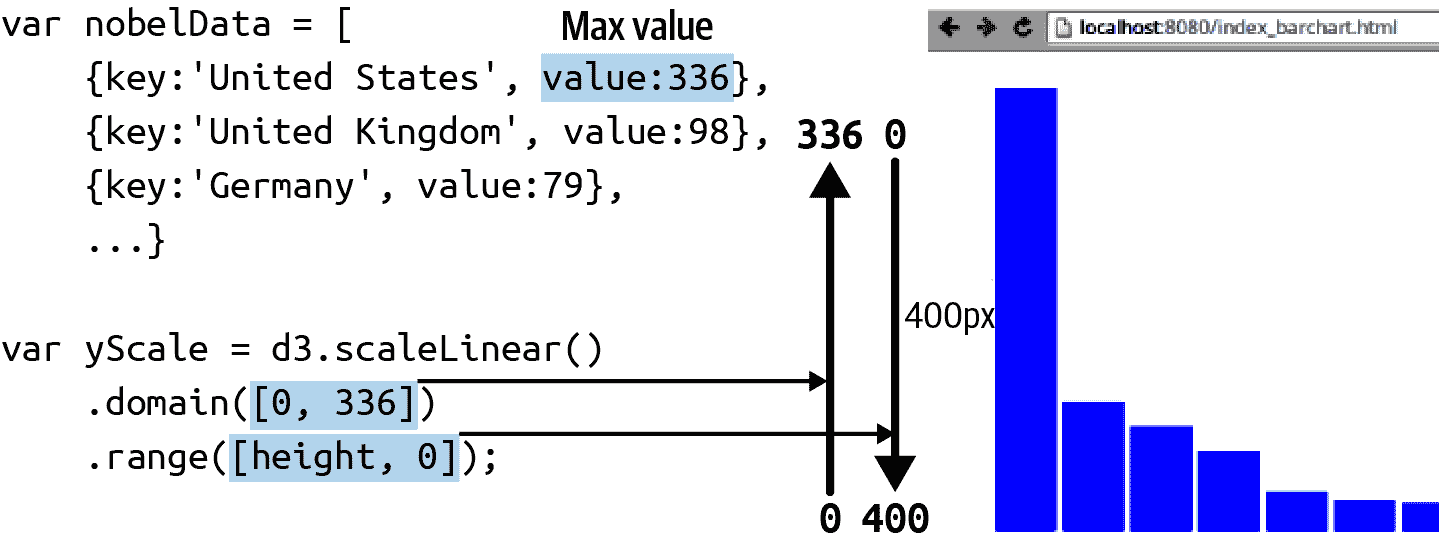 var nobelData = [
Max value
{key:'United States', value:336},
{key:'United Kingdom', value:98},
{key:'Germany', value:79},
...}
var yScale = d3.scaleLinear()
.domain([0, 336])
.range([height, 0]);
336 0
400px
0 400
localhost:8080/index_barchart.html